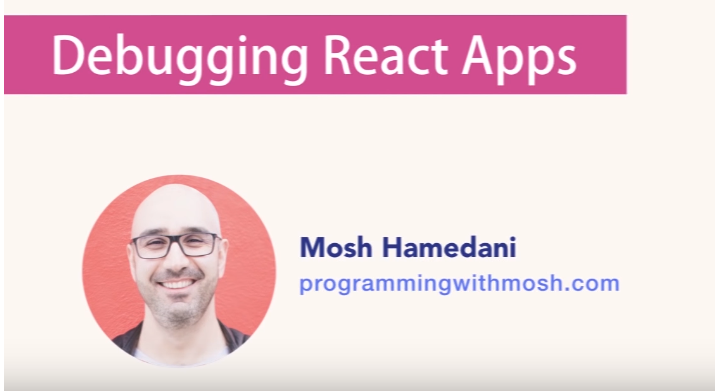 Debugging React Apps
Mosh Hamedani
programmingwithmosh.com